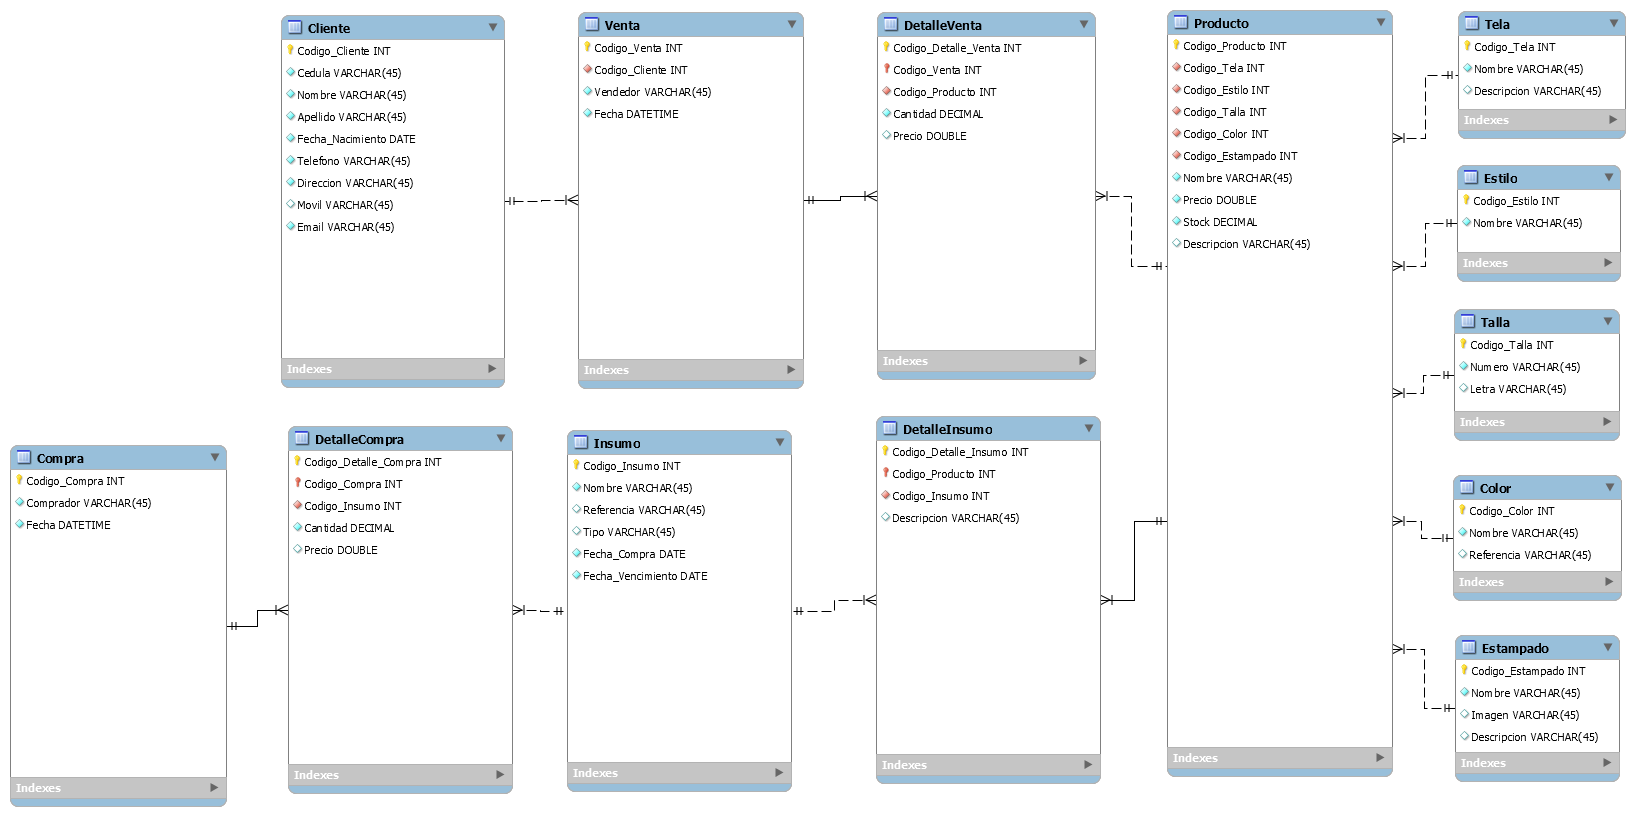 Cliente
Codigo_Cliente INT
Cedula VARCHAR(45)
Nombre VARCHAR(45)
Apellido VARCHAR(45)
Fecha_Nacimiento DATE
Telefono VARCHAR(45)
Direccion VARCHAR(45)
Movil VARCHAR(45)
Email VARCHAR(45)
Indexes
Venta
Codigo_Venta INT
Codigo_Cliente INT
Vendedor VARCHAR(45)
Fecha DATETIME
Indexes
DetalleVenta
Codigo_Detalle_Venta INT
Codigo_Venta INT
Codigo_Producto INT
Cantidad DECIMAL
Precio DOUBLE
Indexes
Producto
Codigo_Producto INT
Codigo_Tela INT
Codigo_Estilo INT
Codigo_Talla INT
Codigo_Color INT
Codigo_Estampado INT
Nombre VARCHAR(45)
Precio DOUBLE
Stock DECIMAL
Descripcion VARCHAR(45)
Indexes
Tela
Codigo_Tela INT
Nombre VARCHAR(45)
Descripcion VARCHAR(45)
Indexes
Estilo
Codigo_Estilo INT
Nombre VARCHAR(45)
Indexes
Talla
Codigo_Talla INT
Numero VARCHAR(45)
Letra VARCHAR(45)
Indexes
Color
Codigo_Color INT
Nombre VARCHAR(45)
Referencia VARCHAR(45)
Indexes
Estampado
Codigo_Estampado INT
Nombre VARCHAR(45)
Imagen VARCHAR(45)
Descripcion VARCHAR(45)
Indexes
Compra
Codigo_Compra INT
Comprador VARCHAR(45)
Fecha DATETIME
Indexes
DetalleCompra
Codigo_Detalle_Compra INT
Codigo_Compra INT
Codigo_Insumo INT
Cantidad DECIMAL
Precio DOUBLE
Indexes
Insumo
Codigo_Insumo INT
Nombre VARCHAR(45)
Referencia VARCHAR(45)
Tipo VARCHAR(45)
Fecha_Compra DATE
Fecha_Vencimiento DATE
Indexes
DetalleInsumo
Codigo_Detalle_Insumo INT
Codigo_Producto INT
Codigo_Insumo INT
Descripcion VARCHAR(45)
Indexes